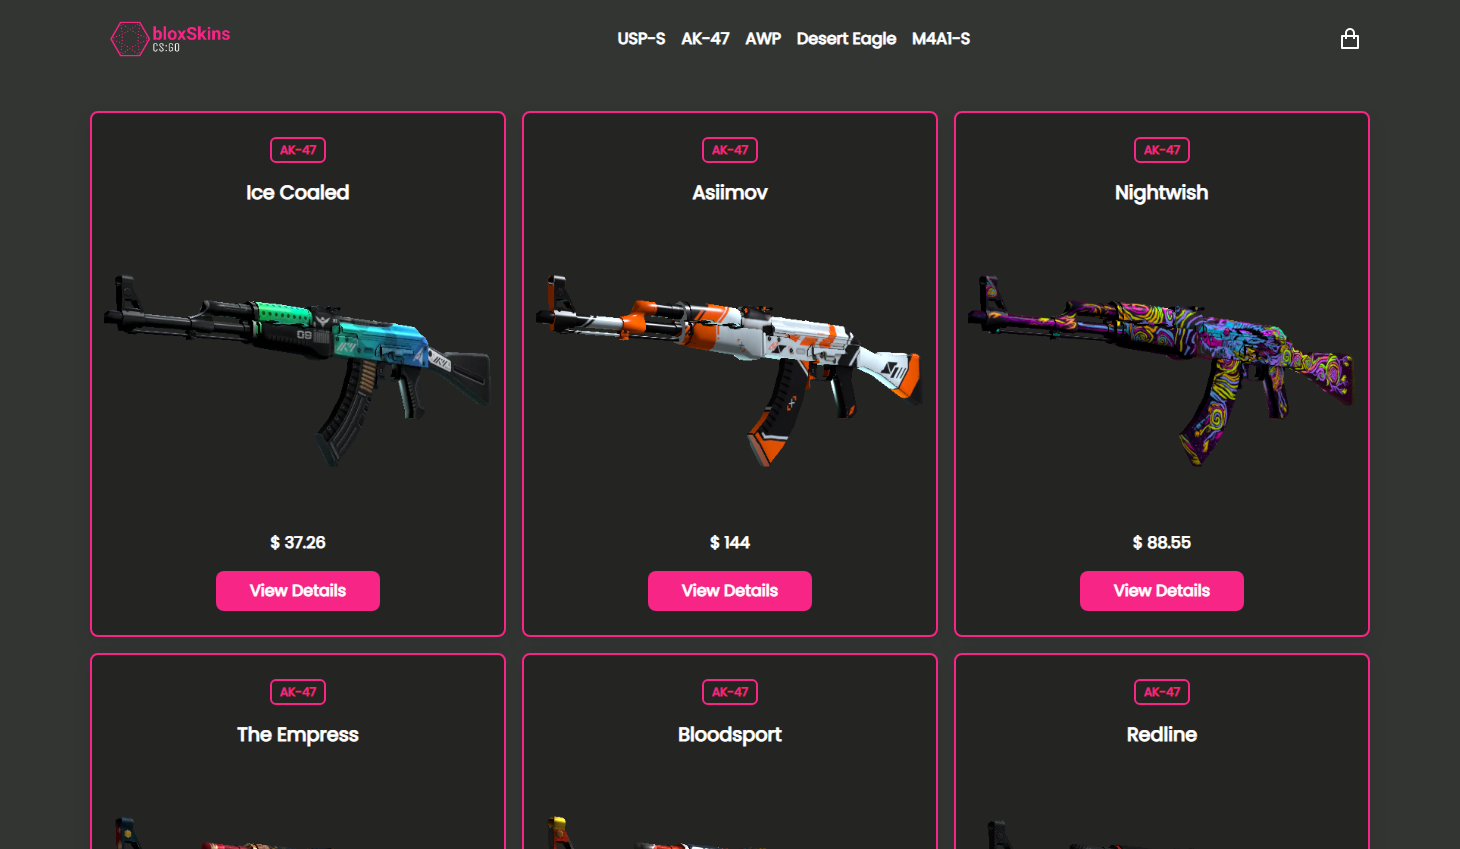 bloxSkins
CS:GO
USP-S AK-47 AWP Desert Eagle M4A1-S
AK-47
Ice Coaled
$ 37.26
View Details
AK-47
Asiimov
$ 144
View Details
AK-47
Nightwish
$ 88.55
View Details
AK-47
The Empress
AK-47
Bloodsport
AK-47
Redline